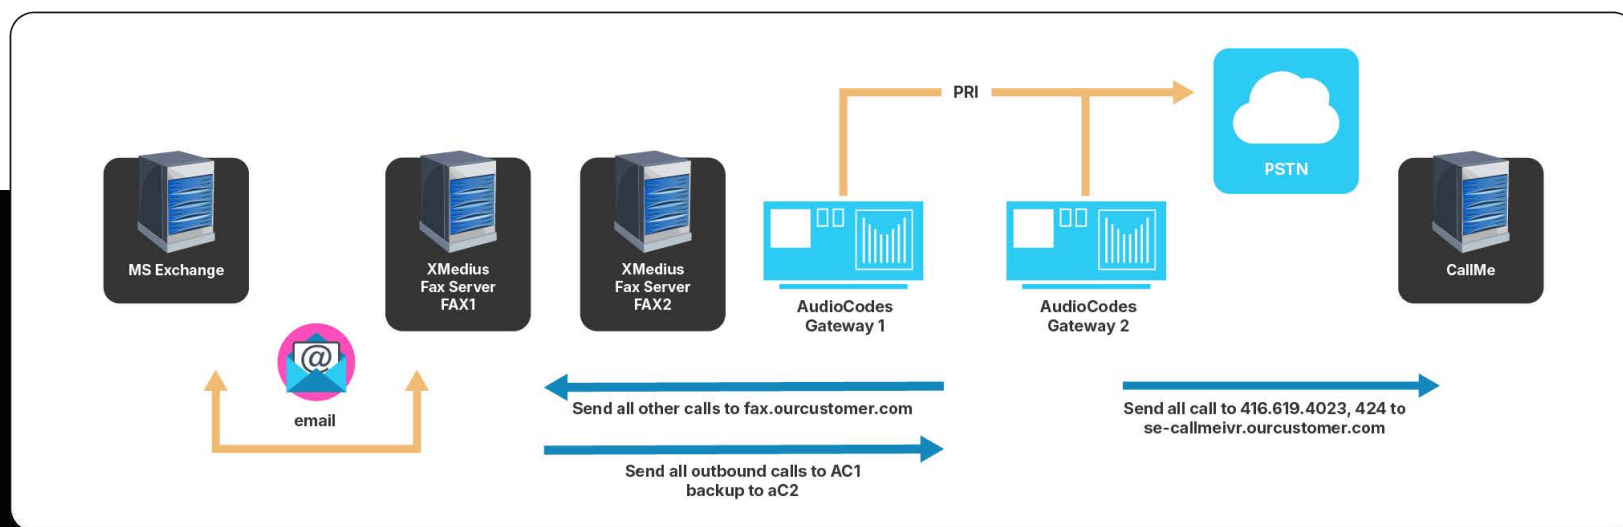 PRI
PSTN
MS Exchange
XMedius
Fax Server
FAX1
XMedius
Fax Server
FAX2
AudioCodes
Gateway 1
AudioCodes
Gateway 2
CallMe
@
email
Send all other calls to fax.ourcustomer.com
Send all call to 416.619.4023, 424 to
se-callmeivr.ourcustomer.com
Send all outbound calls to AC1
backup to aC2